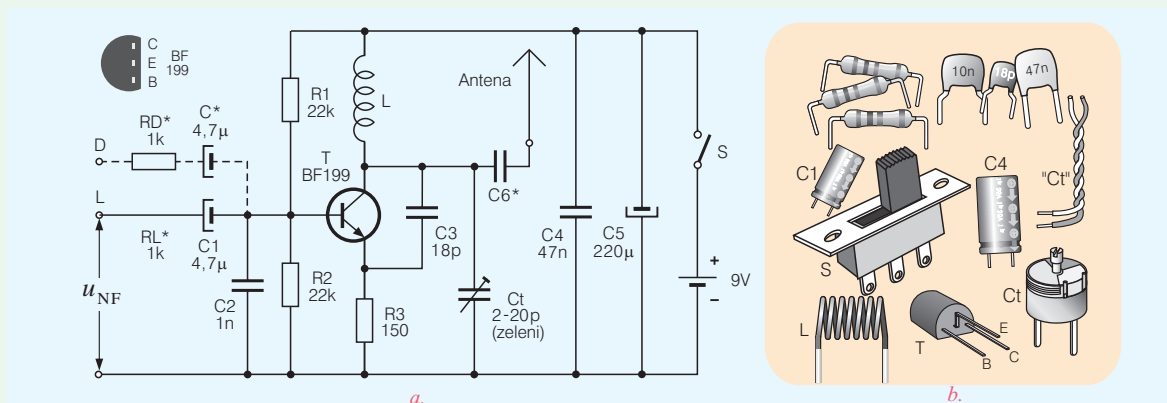 C
E
B
BF
199
D
RD*
1k
C*
4,7µ
L
RL*
1k
C1
4,7µ
u NF
C2
1n
R1
22k
R2
22k
T
BF199
L
R3
150
C3
18p
Antena
C6*
Ct
2-20p
(zeleni)
C4
47n
C5
220µ
S
+
9V
–
a.
10n
18p
47n
C1
C4
"Ct"
S
Ct
L
T
E
C
B
b.